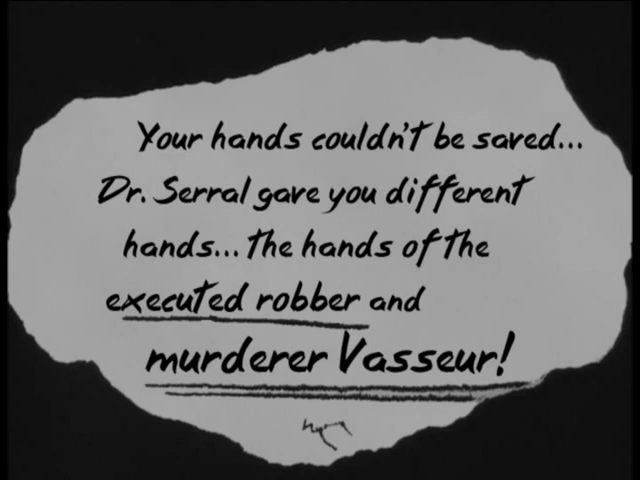 Your hands couldn't be saved...
Dr. Serral gave you different
hands... the hands of the
executed robber and
murderer Vasseur!